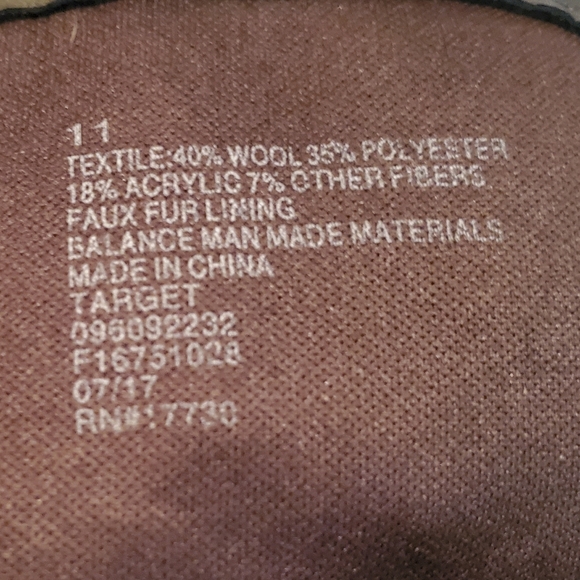 11
TEXTILE:40% WOOL 35% POLYESTER
18% ACRYLIC 7% OTHER FIBERS
FAUX FUR LINING
BALANCE MAN MADE MATERIALS
MADE IN CHINA
TARGET
096092232
F16751028
07/17
RN#17730